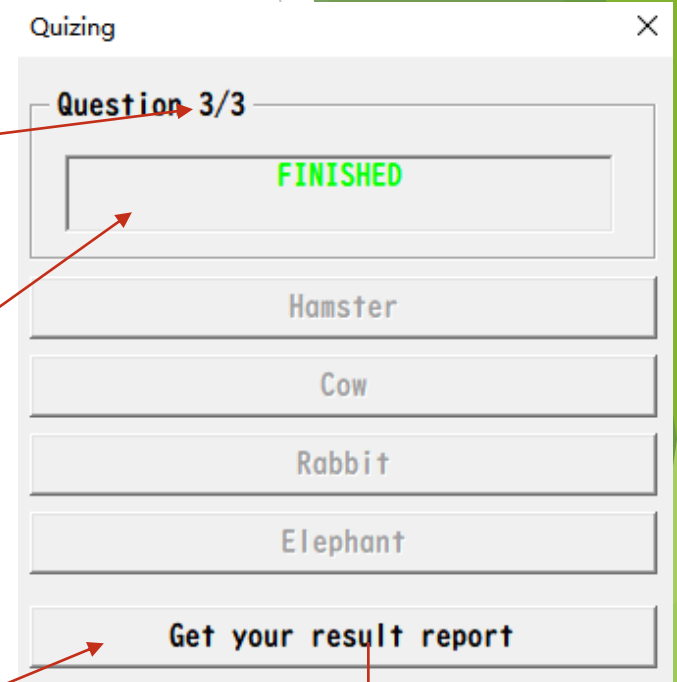 Quizing
Question 3/3
FINISHED
Hamster
Cow
Rabbit
Elephant
Get your result report